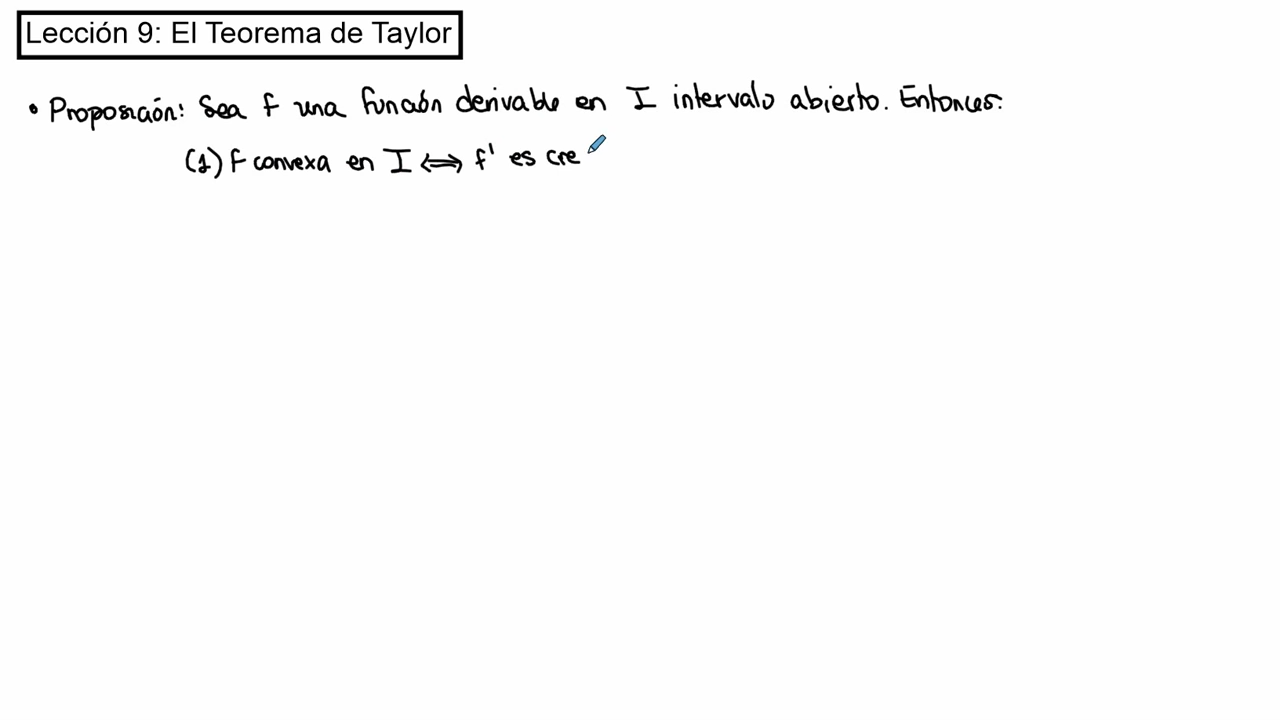 Lección 9: El Teorema de Taylor
• Proposición: Sea f una función derivable en I intervalo abierto. Entonces:
(1) f convexa en I ⟺ f' es cre